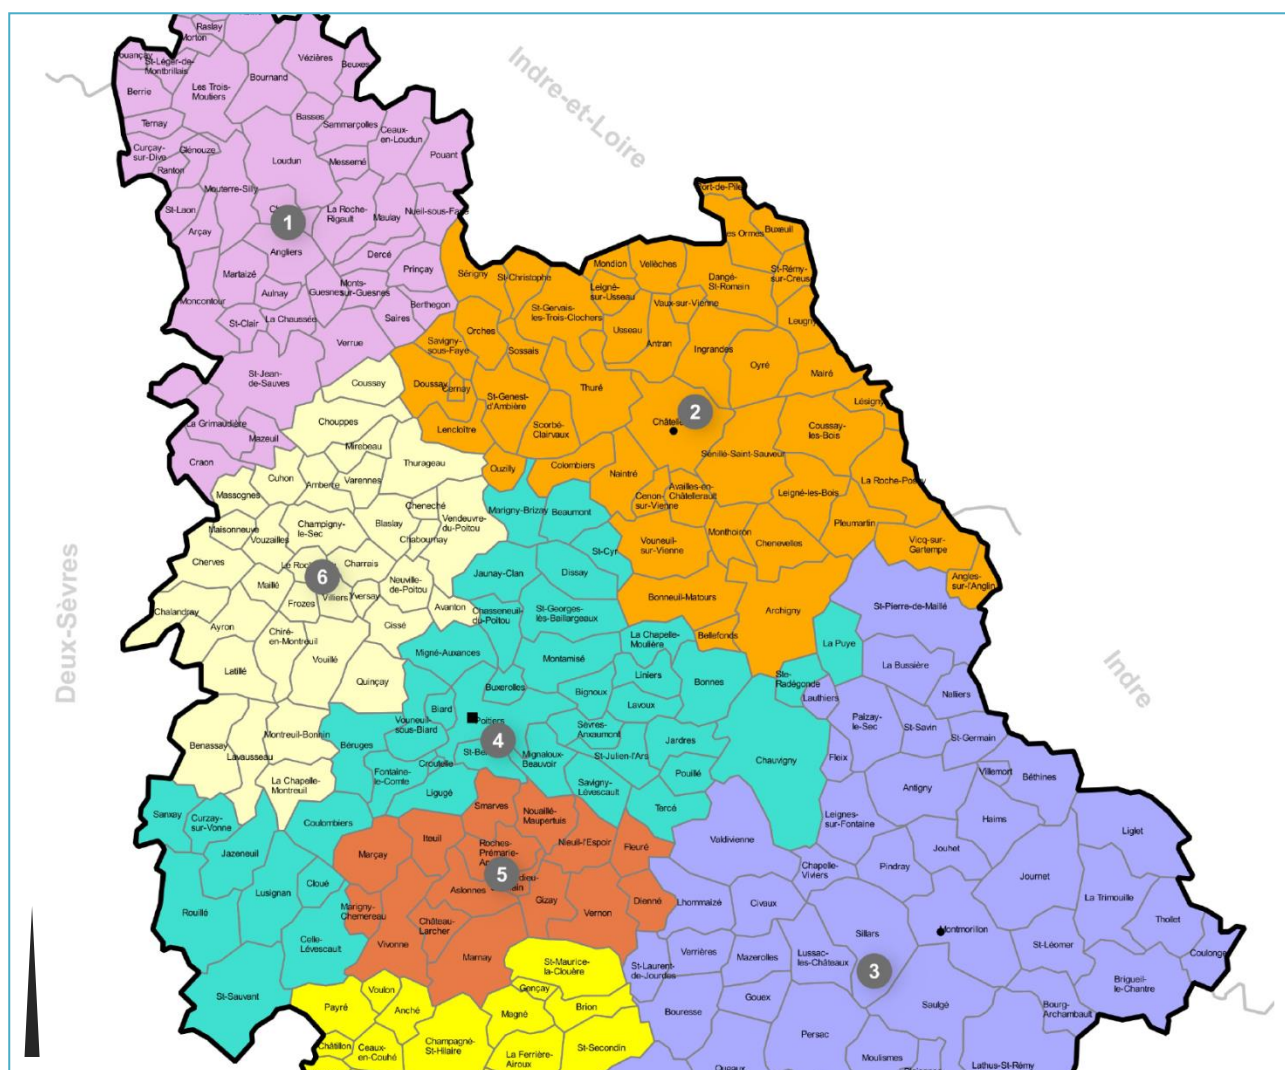 Raslay
Morton
Vézières
Beuxes
St-Léger-de-
Montbrillais
Bournand
Berrie
Les Trois-
Moutiers
Ternay
Basses
Sammarçolles
Ceaux-
en-Loudun
Curçay-
sur-Dive
Glénouze
Ranton
Loudun
Messemé
Pouant
Mouterre-Silly
St-Laon
La Roche-
Rigault
Maulay
Nueil-sous-Faye
1
Arçay
Angliers
Dercé
Martaizé
Prinçay
Aulnay
Guesnes
Monts-
sur-Guesnes
Moncontour
Berthegon
St-Clair
La Chaussée
Saires
Verrue
St-Jean-
de-Sauves
La Grimaudière
Mazeuil
Craon
Indre-et-Loire
Buxeuil
Mondion
Vellèches
Sérigny
St-Christophe
Leigné-
sur-Usseau
Dangé-
St-Romain
St-Rémy-
sur-Creuse
St-Gervais-
les-Trois-Clochers
Vaux-sur-Vienne
Leugny
Orches
Usseau
Antran
Ingrandes
Savigny-
sous-Faye
Sossais
Oyré
Mairé
Doussay
Cernay
St-Genest-
d'Ambière
Thuré
Lésigny
2
Lencloître
Scorbé-
Clairvaux
Coussay-
les-Bois
Sénillé-Saint-Sauveur
Ouzilly
Colombiers
Naintré
Cenon-
sur-Vienne
Availles-en-
Châtellerault
Leigné-les-Bois
La Roche-Posay
Pleumartin
Vouneuil-
sur-Vienne
Monthoiron
Chenevelles
Vicq-sur-
Gartempe
Angles-
sur-l'Anglin
Bonneuil-Matours
Archigny
Bellefonds
Coussay
Chouppes
Mirebeau
Thurageau
Cuhon
Amberre
Varennes
Massognes
Cheneché
Vendeuvre-
du-Poitou
Maisonneuve
Champigny-
le-Sec
Blaslay
Vouzailles
Chabournay
Cherves
Charrais
6
Maillé
Neuville-
de-Poitou
Frozes
Villiers
Yversay
Chalandray
Avanton
Ayron
Chiré-
en-Montreuil
Cissé
Vouillé
Latillé
Quinçay
Benassay
Lavausseau
Montreuil-Bonnin
La Chapelle-
Montreuil
Deux-Sèvres
Marigny-Brizay
Beaumont
St-Cyr
Jaunay-Clan
Dissay
Chasseneuil-
du-Poitou
St-Georges-
lès-Baillargeaux
La Chapelle-
Moulière
La Puye
Migné-Auxances
Montamisé
Liniers
Bonnes
Ste-
Radégonde
Buxerolles
Bignoux
Lavoux
Biard
Vouneuil-
sous-Biard
Poitiers
Sèvres-
Anxaumont
4
Jardres
Béruges
Mignaloux-
Beauvoir
St-Julien-l'Ars
Chauvigny
Croutelle
Fontaine-
le-Comte
Pouillé
Savigny-
Lévescault
Ligugé
Tercé
Sanxay
Curzay-
sur-Vonne
Coulombiers
Jazeneuil
Lusignan
Cloué
Rouillé
Celle-
Lévescault
St-Sauvant
Smarves
Nouaillé-
Maupertuis
Iteuil
Nieuil-l'Espoir
Fleuré
Marçay
Roches-
Prémarie-
5
Aslonnes
Gizay
Dienné
Marigny-
Chemereau
Château-
Larcher
Vernon
Vivonne
Marnay
St-Maurice-
la-Clouère
Voulon
Gençay
Payré
Anché
Magné
Brion
Châtillon
Ceaux-
en-Couhé
Champagné-
St-Hilaire
La Ferrière-
Airoux
St-Secondin
Indre
St-Pierre-de-Maillé
La Bussière
Nalliers
Lauthiers
Paizay-
le-Sec
St-Savin
St-Germain
Fleix
Villemort
Béthines
Antigny
Leignes-
sur-Fontaine
Haims
Liglet
Valdivienne
Jouhet
Pindray
Chapelle-
Viviers
Journet
La Trimouille
Lhommaizé
Civaux
Thollet
Sillars
Montmorillon
Verrières
Coulonges
St-Laurent-
de-Jourdes
Mazerolles
Lussac-
les-Châteaux
3
St-Léomer
Brigueil-
le-Chantre
Gouex
Bouresse
Saulgé
Bourg-
Archambault
Persac
Moulismes
Lathus-St-Rémy